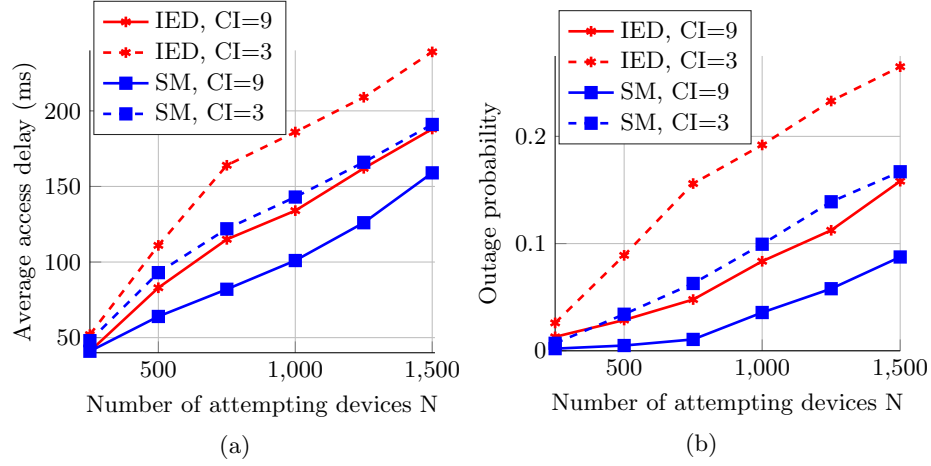 IED, CI=9
IED, CI=3
SM, CI=9
SM, CI=3
Average access delay (ms)
200
150
100
50
500
1,000
1,500
Number of attempting devices N
(a)
IED, CI=9
IED, CI=3
SM, CI=9
SM, CI=3
Outage probability
0.2
0.1
0
500
1,000
1,500
Number of attempting devices N
(b)